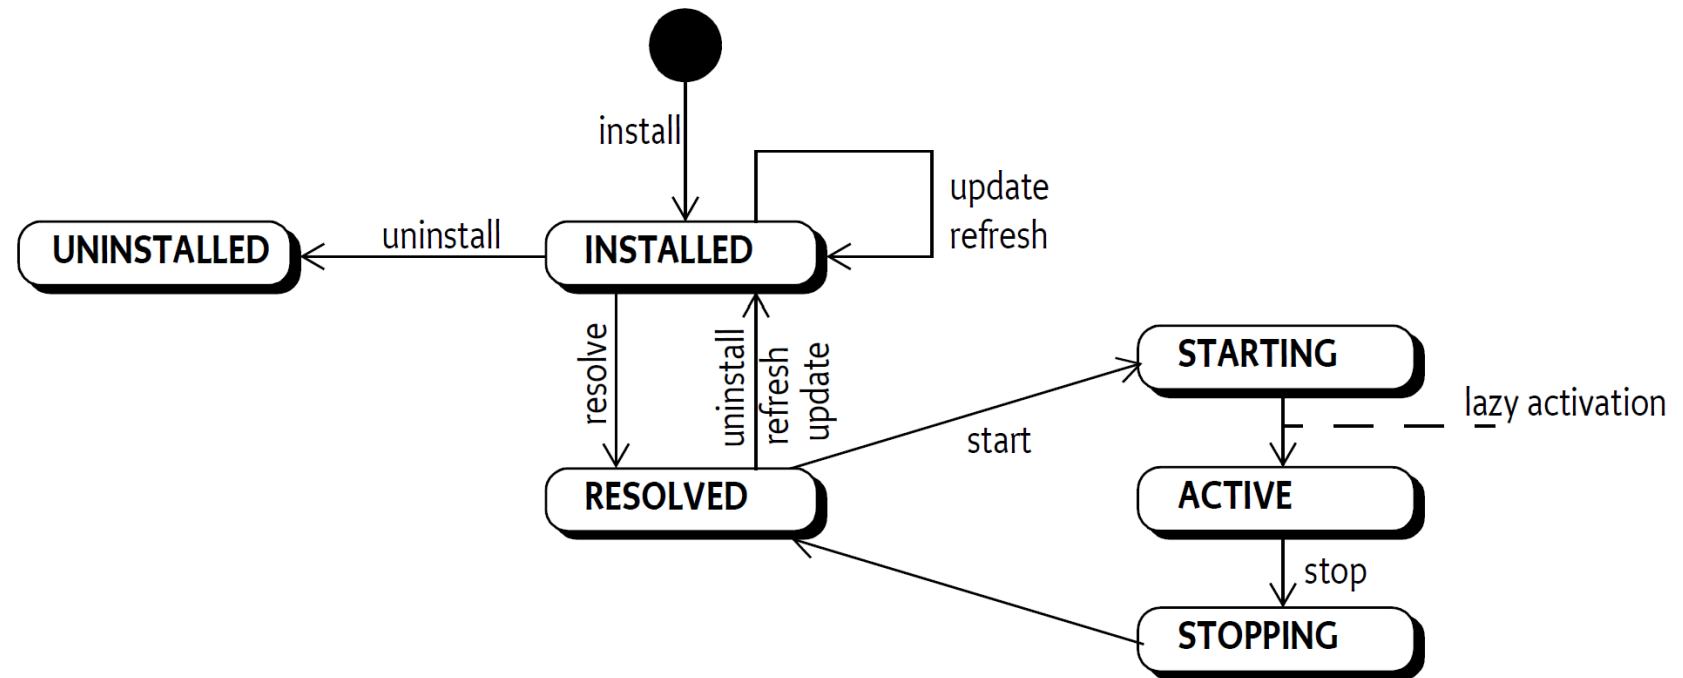 install
update
refresh
UNINSTALLED
uninstall
INSTALLED
resolve
uninstall
refresh
update
STARTING
lazy activation
start
RESOLVED
ACTIVE
stop
STOPPING